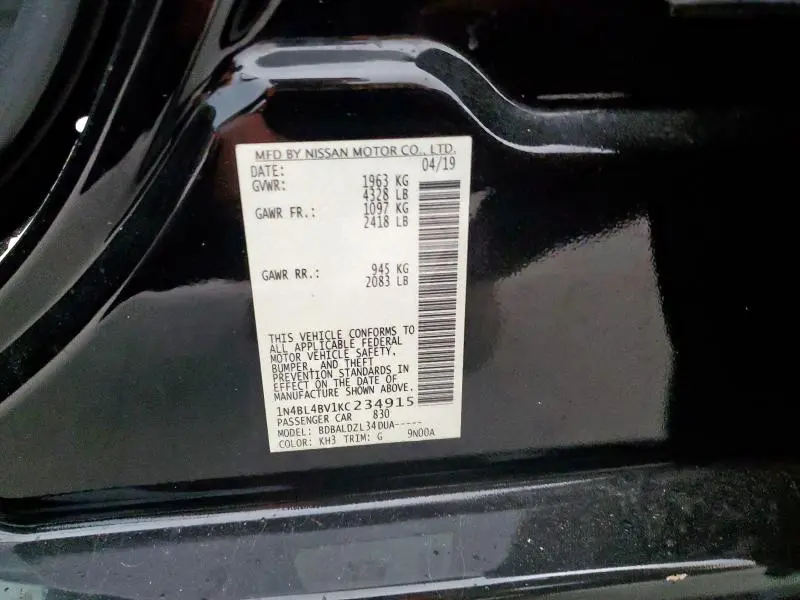 MFD BY NISSAN MOTOR CO., LTD.
DATE: 04/19
GVWR: 1963 KG
4328 LB
GAWR FR.: 1097 KG
2418 LB
GAWR RR.: 945 KG
2083 LB
THIS VEHICLE CONFORMS TO
ALL APPLICABLE FEDERAL
MOTOR VEHICLE SAFETY,
BUMPER, AND THEFT
PREVENTION STANDARDS IN
EFFECT ON THE DATE OF
MANUFACTURE SHOWN ABOVE.
1N4BL4BV1KC234915
PASSENGER CAR 830
MODEL: BDBALDZL34DUA-----
COLOR: KH3 TRIM: G 9N00A